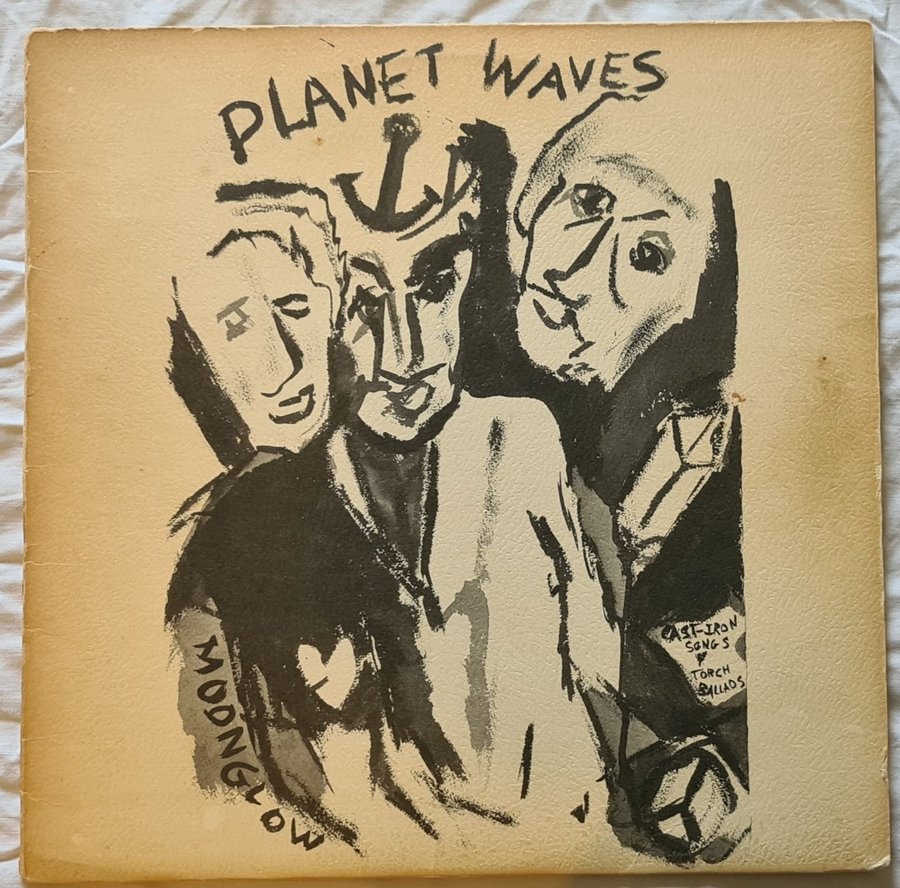 PLANET WAVES
CAST-IRON
SONGS
&
TORCH
BALLADS
MOONGLOW